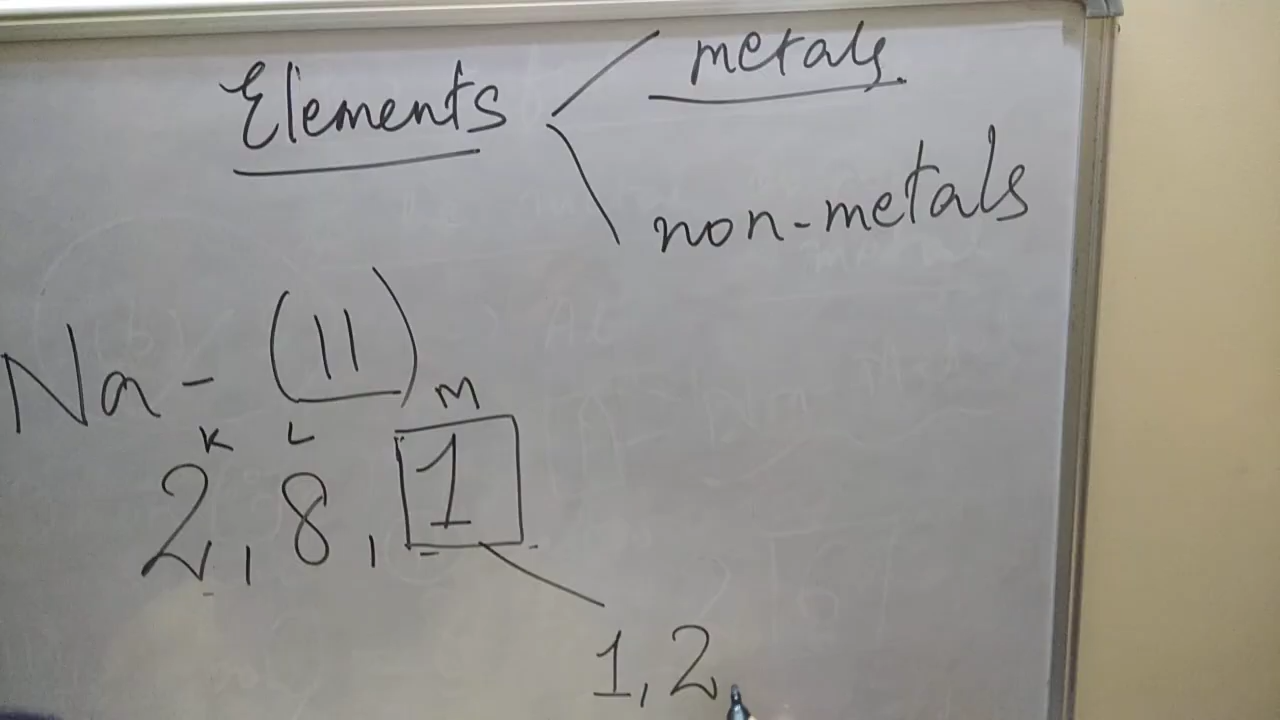 Elements
metals.
non-metals
Na - (11)
K L M
2, 8, 1
1, 2,